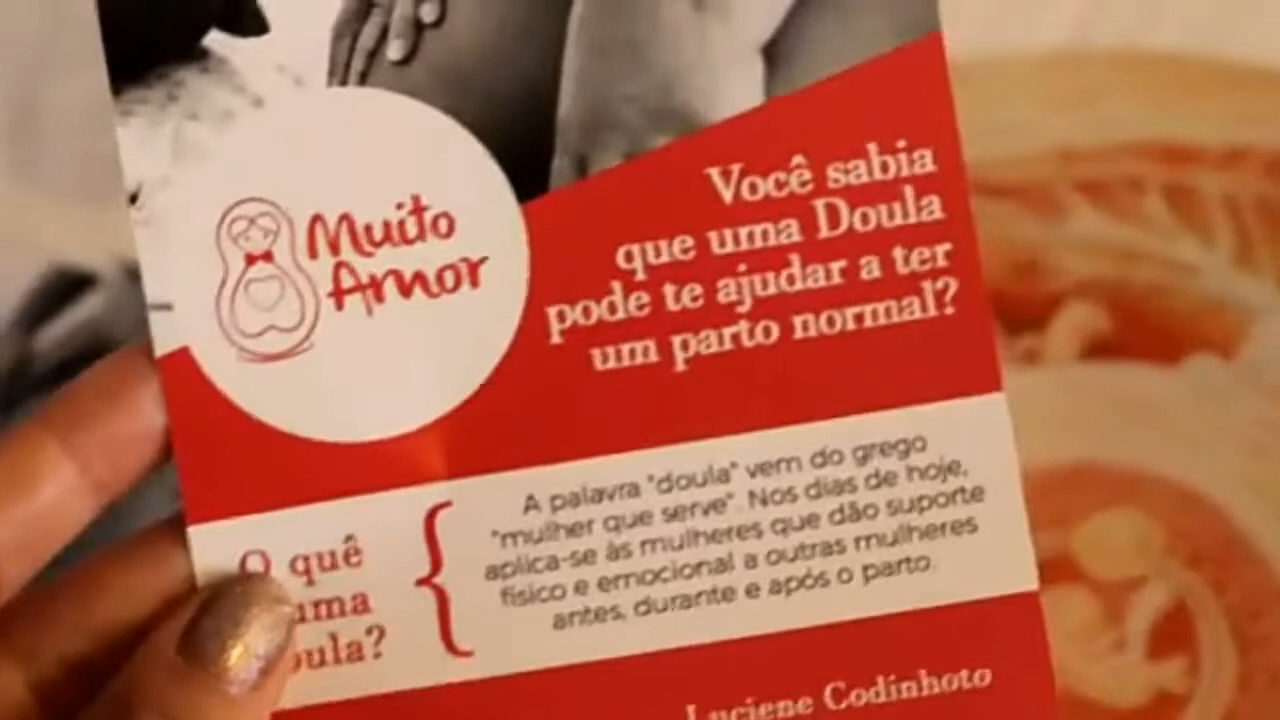 Muito
Amor
Você sabia
que uma Doula
pode te ajudar a ter
um parto normal?
O quê
uma
A palavra "doula" vem do grego
"mulher que serve". Nos dias de hoje,
aplica-se às mulheres que dão suporte
físico e emocional a outras mulheres
antes, durante e após o parto.
Luciene Codinhoto